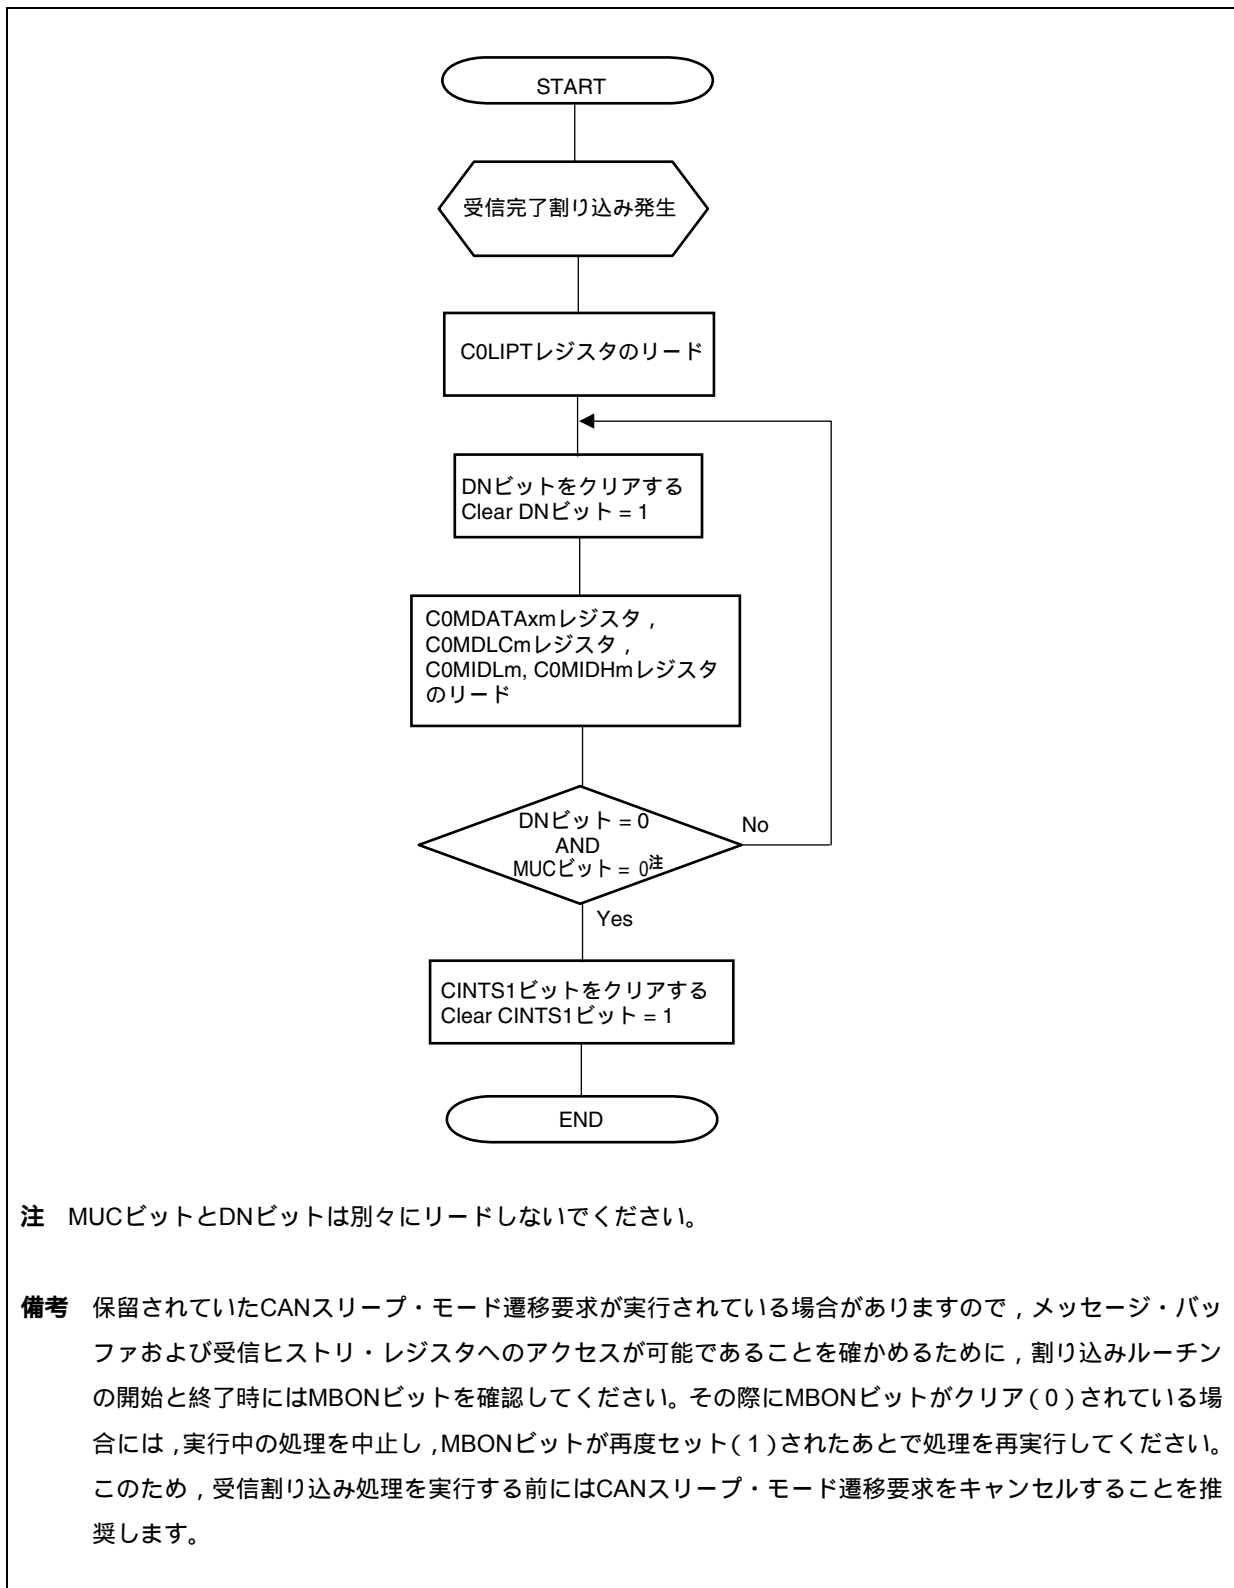 START
受信完了割り込み発生
C0LIPTレジスタのリード
DNビットをクリアする
Clear DNビット = 1
C0MDATAxmレジスタ，
C0MDLCmレジスタ，
C0MIDLm, C0MIDHmレジスタ
のリード
DNビット = 0
AND
MUCビット = 0注
No
Yes
CINTS1ビットをクリアする
Clear CINTS1ビット = 1
END
注　MUCビットとDNビットは別々にリードしないでください。
備考　保留されていたCANスリープ・モード遷移要求が実行されている場合がありますので，メッセージ・バッ
ファおよび受信ヒストリ・レジスタへのアクセスが可能であることを確かめるために，割り込みルーチン
の開始と終了時にはMBONビットを確認してください。その際にMBONビットがクリア（0）されている場
合には，実行中の処理を中止し，MBONビットが再度セット（1）されたあとで処理を再実行してください。
このため，受信割り込み処理を実行する前にはCANスリープ・モード遷移要求をキャンセルすることを推
奨します。